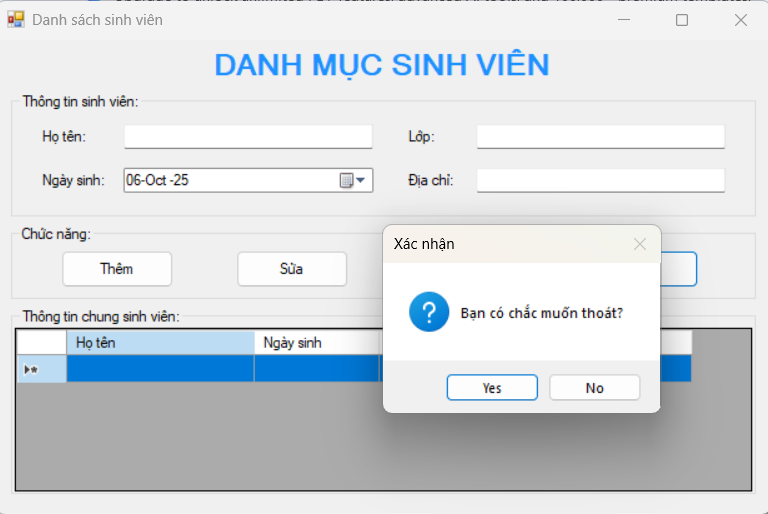 Danh sách sinh viên
DANH MỤC SINH VIÊN
Thông tin sinh viên:
Họ tên:
Lớp:
Ngày sinh:
06-Oct -25
Địa chỉ:
Chức năng:
Thêm
Sửa
Xác nhận
Bạn có chắc muốn thoát?
Yes
No
Thông tin chung sinh viên:
Họ tên
Ngày sinh